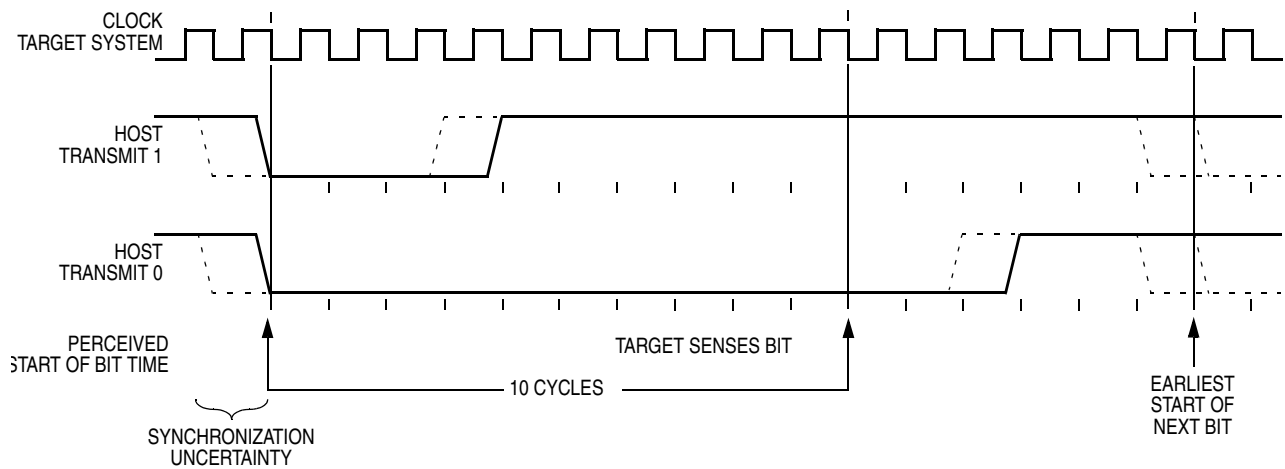 CLOCK
TARGET SYSTEM
HOST
TRANSMIT 1
HOST
TRANSMIT 0
PERCEIVED
START OF BIT TIME
TARGET SENSES BIT
10 CYCLES
EARLIEST
START OF
NEXT BIT
SYNCHRONIZATION
UNCERTAINTY